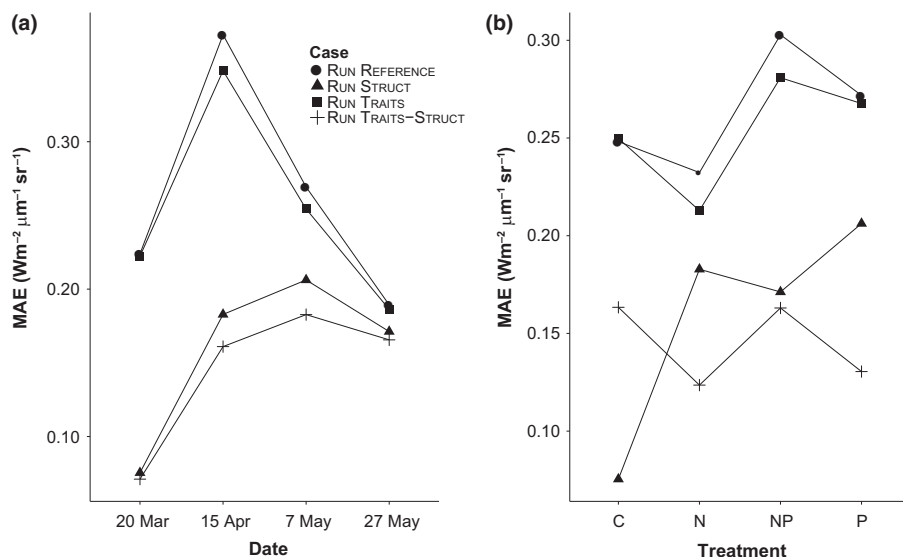 (a)
MAE (Wm⁻² μm⁻¹ sr⁻¹)
0.30
0.20
0.10
Case
RUN REFERENCE
RUN STRUCT
RUN TRAITS
RUN TRAITS−STRUCT
20 Mar 15 Apr 7 May 27 May
Date
(b)
MAE (Wm⁻² μm⁻¹ sr⁻¹)
0.30
0.25
0.20
0.15
0.10
C N NP P
Treatment